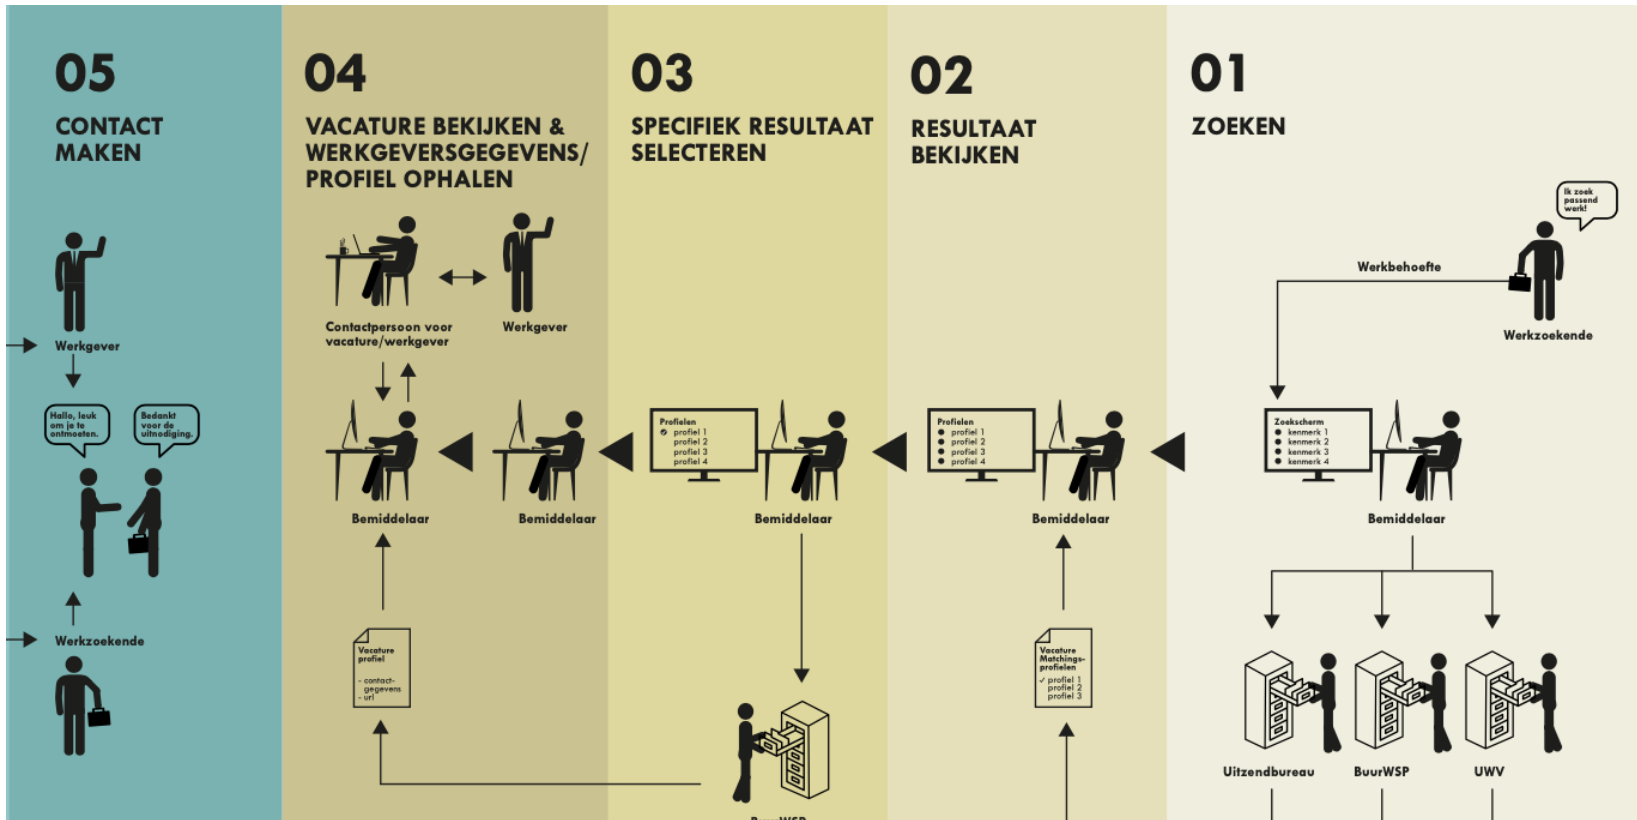 05
CONTACT
MAKEN
Werkgever
Hallo, leuk
om je te
ontmoeten.
Bedankt
voor de
uitnodiging.
Werkzoekende
04
VACATURE BEKIJKEN &
WERKGEVERSGEGEVENS/
PROFIEL OPHALEN
Contactpersoon voor
vacature/werkgever
Werkgever
Bemiddelaar
Bemiddelaar
Vacature
profiel
- contact-
gegevens
- url
03
SPECIFIEK RESULTAAT
SELECTEREN
Profielen
profiel 1
profiel 2
profiel 3
profiel 4
Bemiddelaar
BuurWSP
02
RESULTAAT
BEKIJKEN
Profielen
profiel 1
profiel 2
profiel 3
profiel 4
Bemiddelaar
Vacature
Matchings-
profielen
✓ profiel 1
profiel 2
profiel 3
01
ZOEKEN
Ik zoek
passend
werk!
Werkbehoefte
Werkzoekende
Zoekscherm
kenmerk 1
kenmerk 2
kenmerk 3
kenmerk 4
Bemiddelaar
Uitzendbureau
BuurWSP
UWV